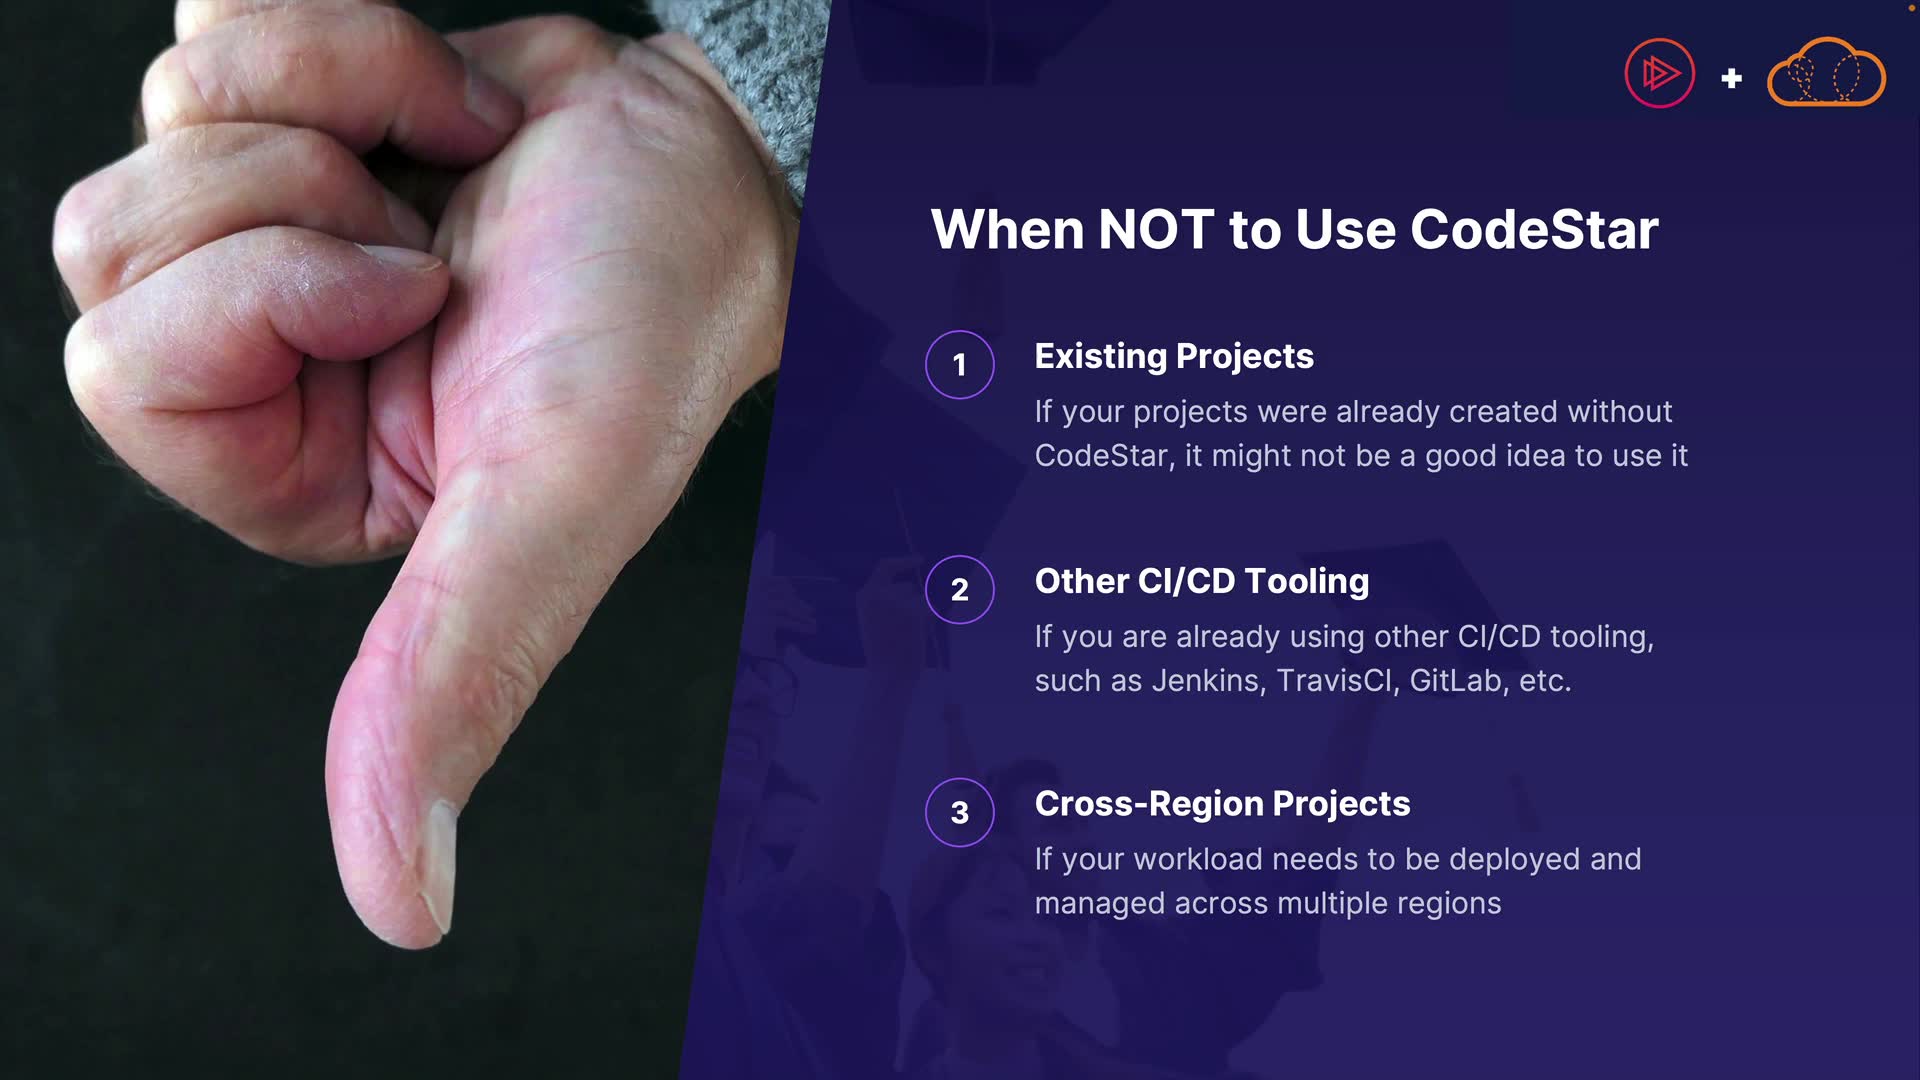 When NOT to Use CodeStar
1
Existing Projects
If your projects were already created without
CodeStar, it might not be a good idea to use it
2
Other CI/CD Tooling
If you are already using other CI/CD tooling,
such as Jenkins, TravisCI, GitLab, etc.
3
Cross-Region Projects
If your workload needs to be deployed and
managed across multiple regions